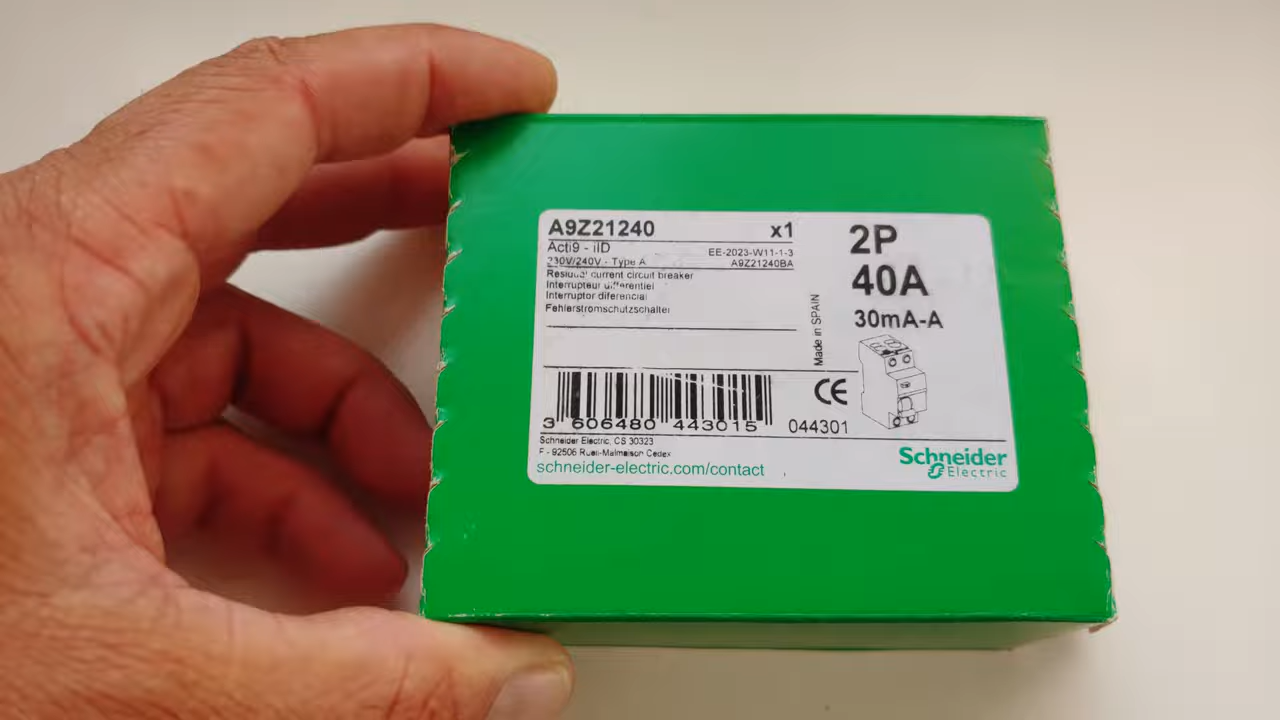 A9Z21240 x1
Acti9 - iID
EE-2023-W11-1-3
230V/240V - Type A A9Z21240BA
Residual current circuit breaker
Interrupteur différentiel
Interruptor diferencial
Fehlerstromschutzschalter
Made in SPAIN
2P
40A
30mA-A
CE
3 606480 443015
044301
Schneider Electric, CS 30323
F - 92506 Rueil-Malmaison Cedex
schneider-electric.com/contact
Schneider
Electric